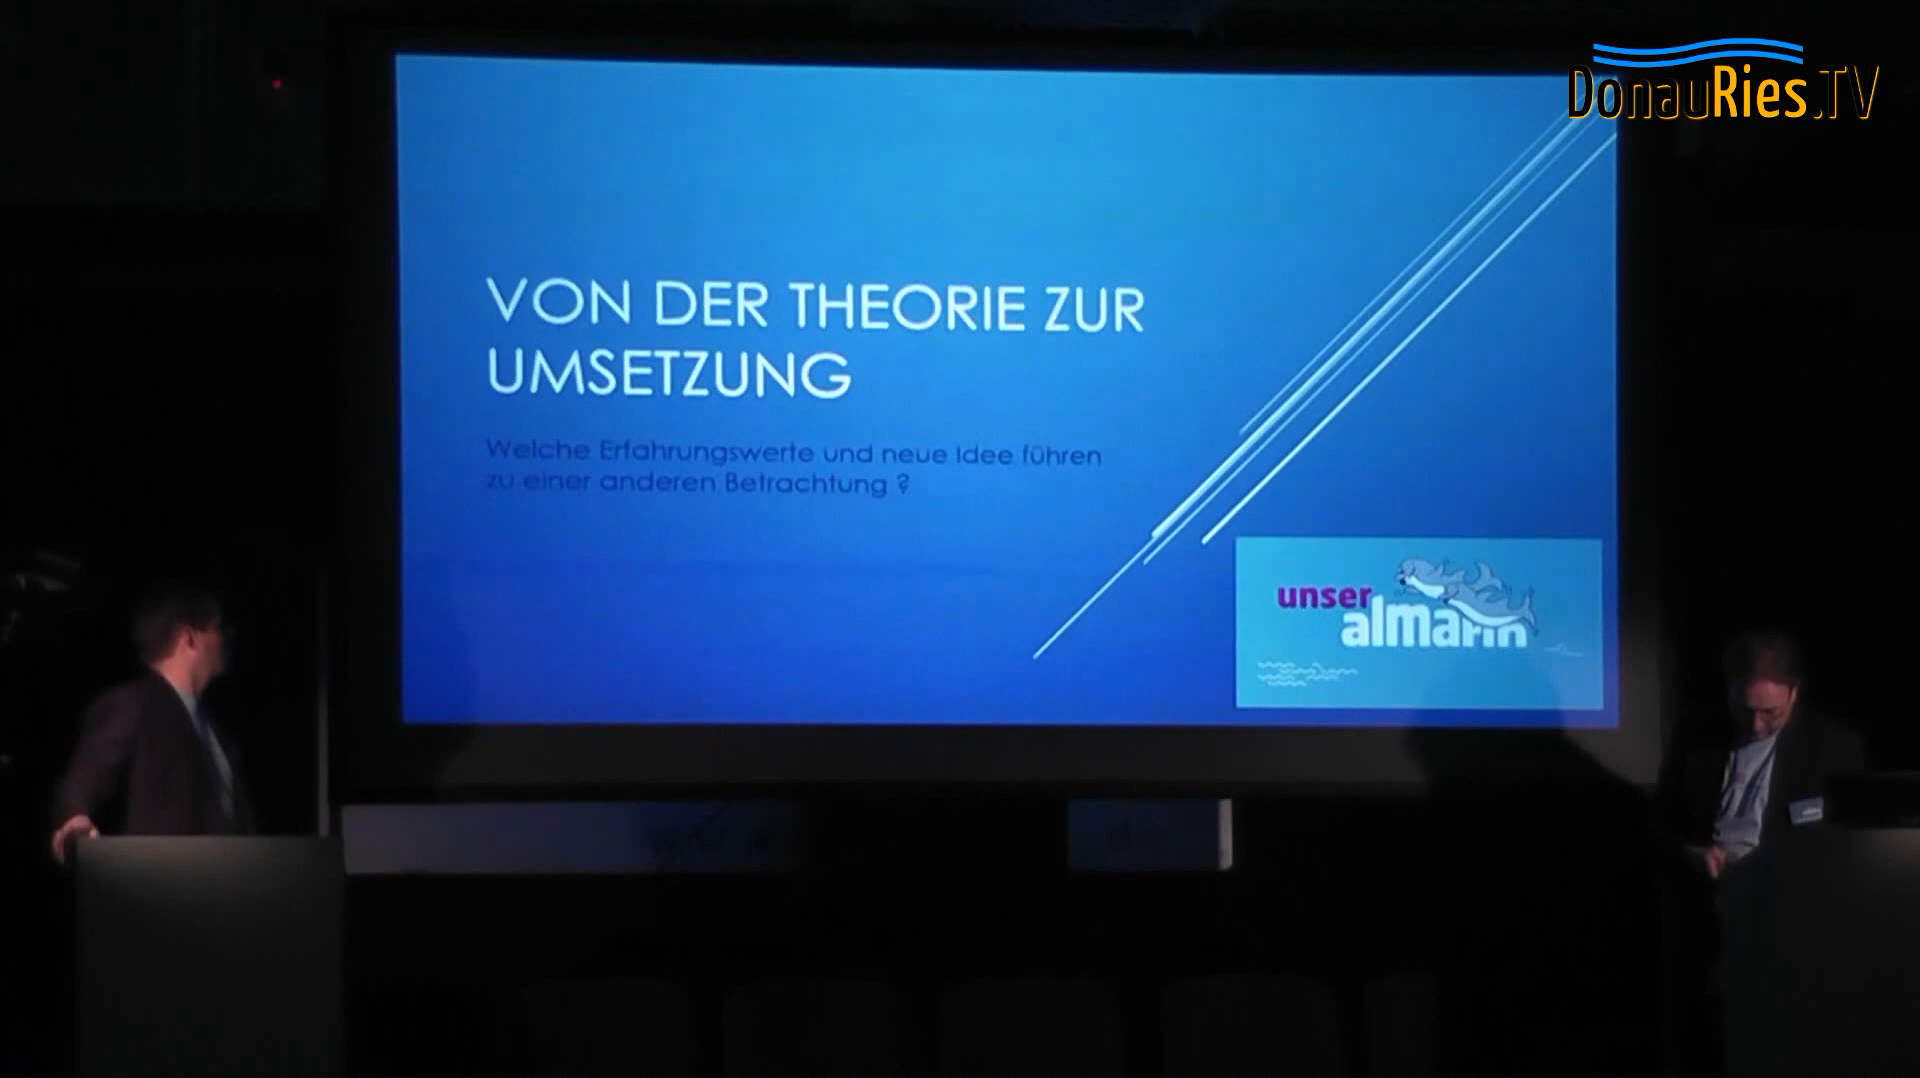 DonauRies.TV
VON DER THEORIE ZUR
UMSETZUNG
Welche Erfahrungswerte und neue Idee führen
zu einer anderen Betrachtung ?
unser
almarin